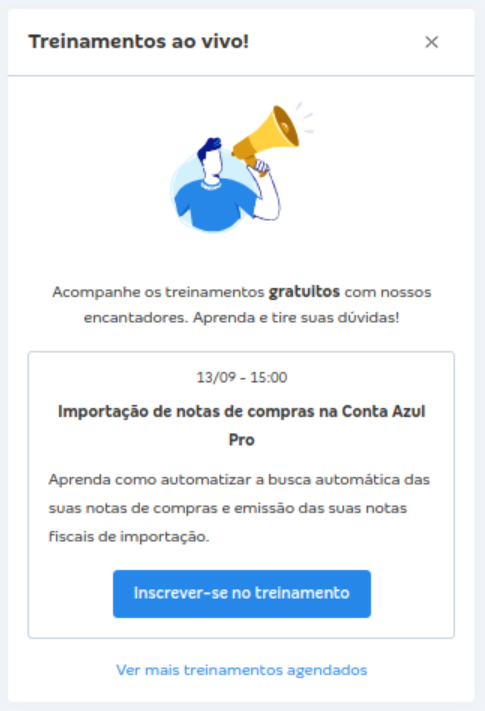 Treinamentos ao vivo!
Acompanhe os treinamentos gratuitos com nossos
encantadores. Aprenda e tire suas dúvidas!
13/09 - 15:00
Importação de notas de compras na Conta Azul
Pro
Aprenda como automatizar a busca automática das
suas notas de compras e emissão das suas notas
fiscais de importação.
Inscrever-se no treinamento
Ver mais treinamentos agendados